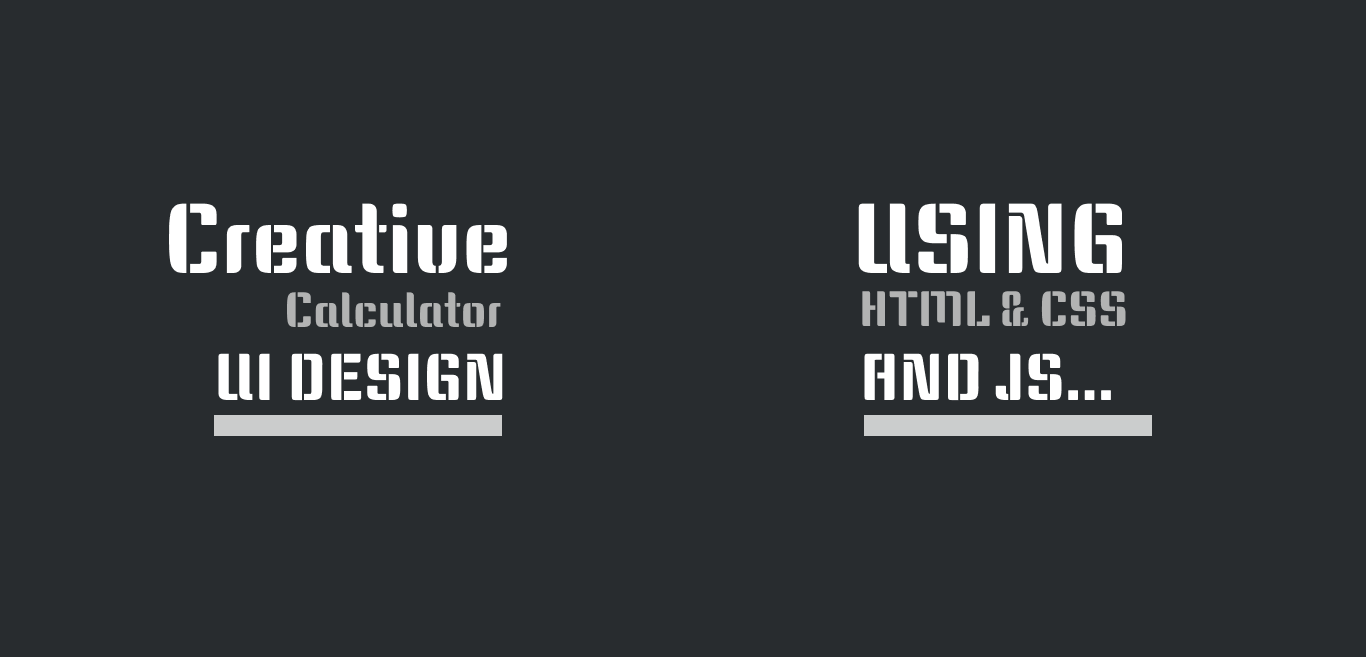 Creative
Calculator
UI DESIGN
USING
HTML & CSS
AND JS...